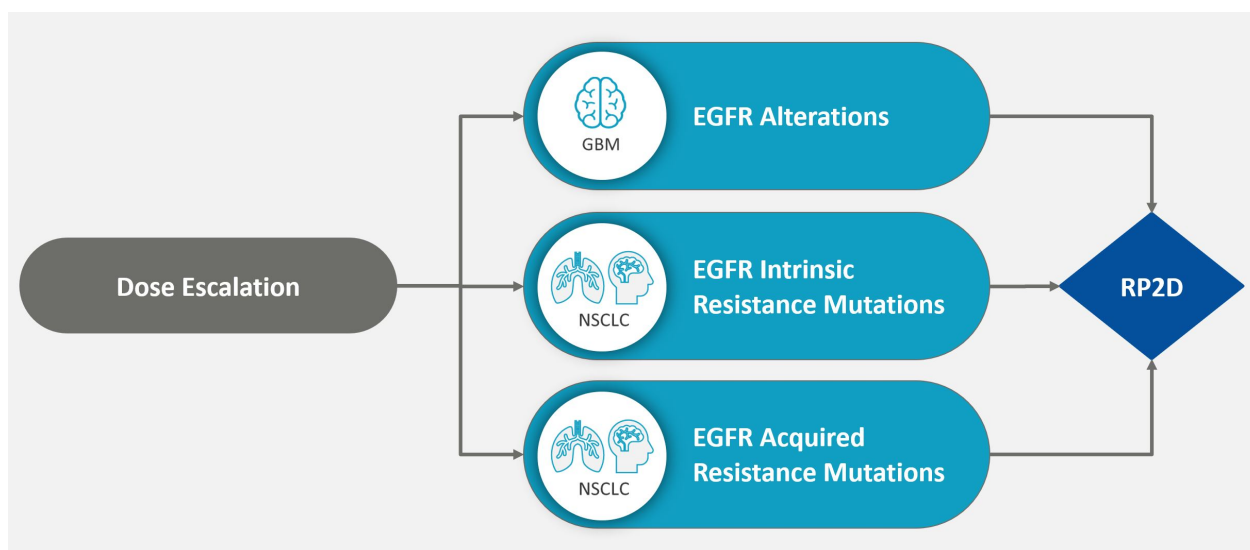 Dose Escalation
GBM
EGFR Alterations
NSCLC
EGFR Intrinsic
Resistance Mutations
NSCLC
EGFR Acquired
Resistance Mutations
RP2D